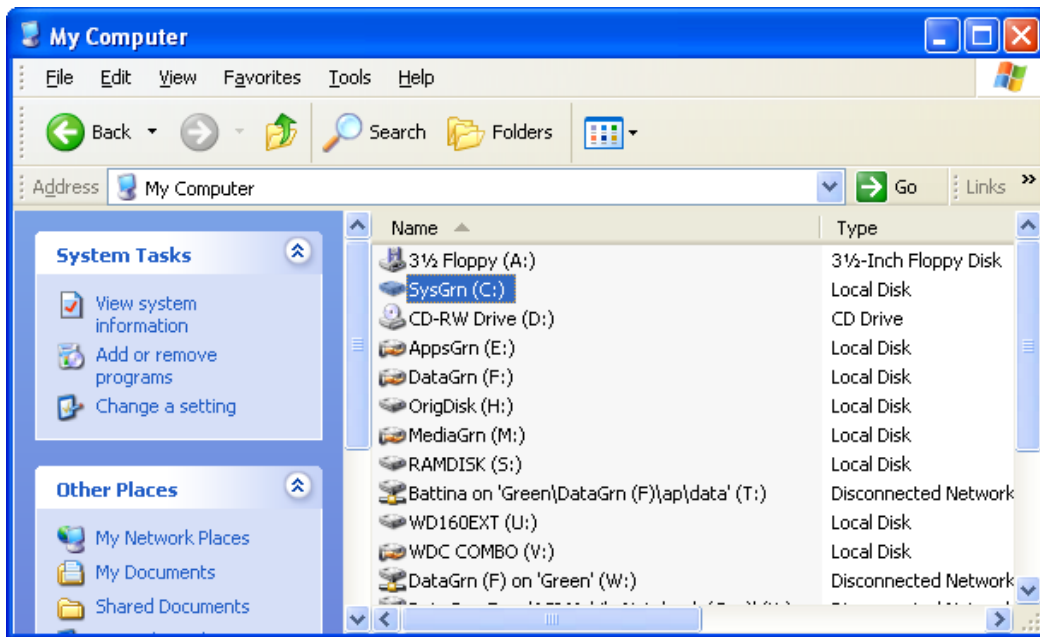 My Computer
File Edit View Favorites Tools Help
Back Search Folders
Address My Computer Go Links »
System Tasks
View system
information
Add or remove
programs
Change a setting
Other Places
My Network Places
My Documents
Shared Documents
Name Type
3½ Floppy (A:) 3½-Inch Floppy Disk
SysGrn (C:) Local Disk
CD-RW Drive (D:) CD Drive
AppsGrn (E:) Local Disk
DataGrn (F:) Local Disk
OrigDisk (H:) Local Disk
MediaGrn (M:) Local Disk
RAMDISK (S:) Local Disk
Battina on 'Green\DataGrn (F)\ap\data' (T:) Disconnected Network
WD160EXT (U:) Local Disk
WDC COMBO (V:) Local Disk
DataGrn (F) on 'Green' (W:) Disconnected Network